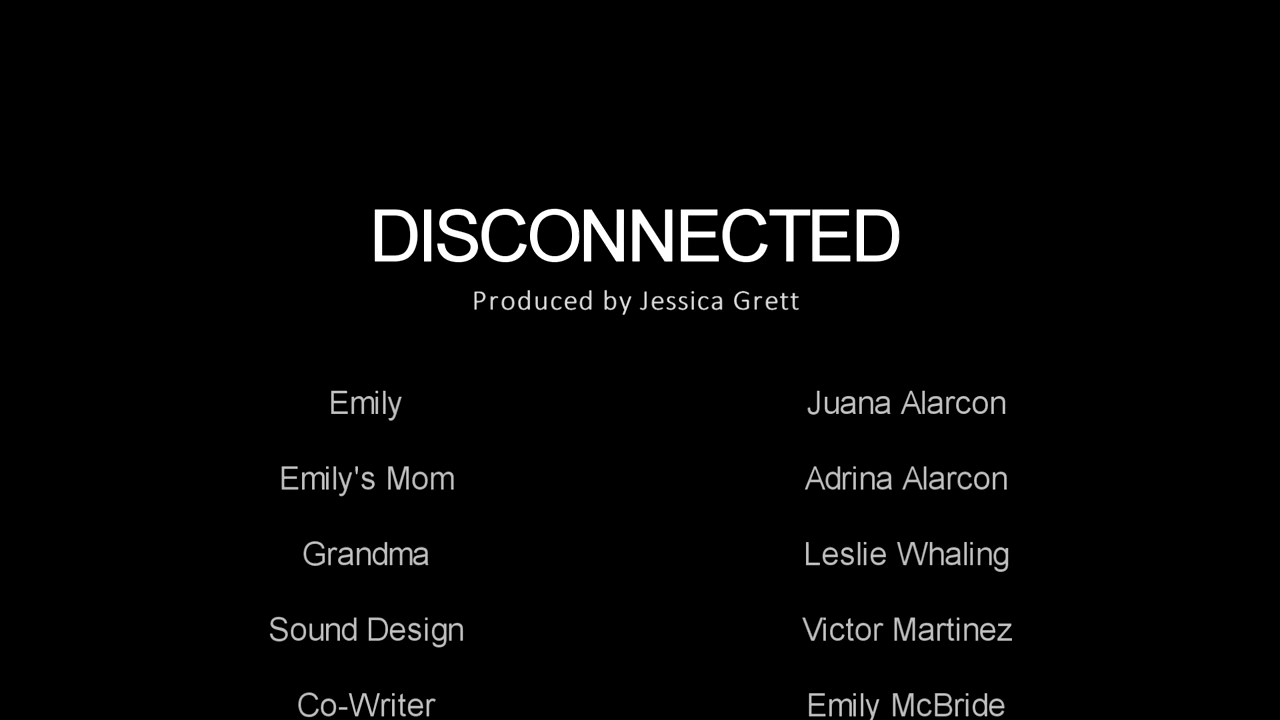 DISCONNECTED
Produced by Jessica Grett
Emily Juana Alarcon
Emily's Mom Adrina Alarcon
Grandma Leslie Whaling
Sound Design Victor Martinez
Co-Writer Emily McBride